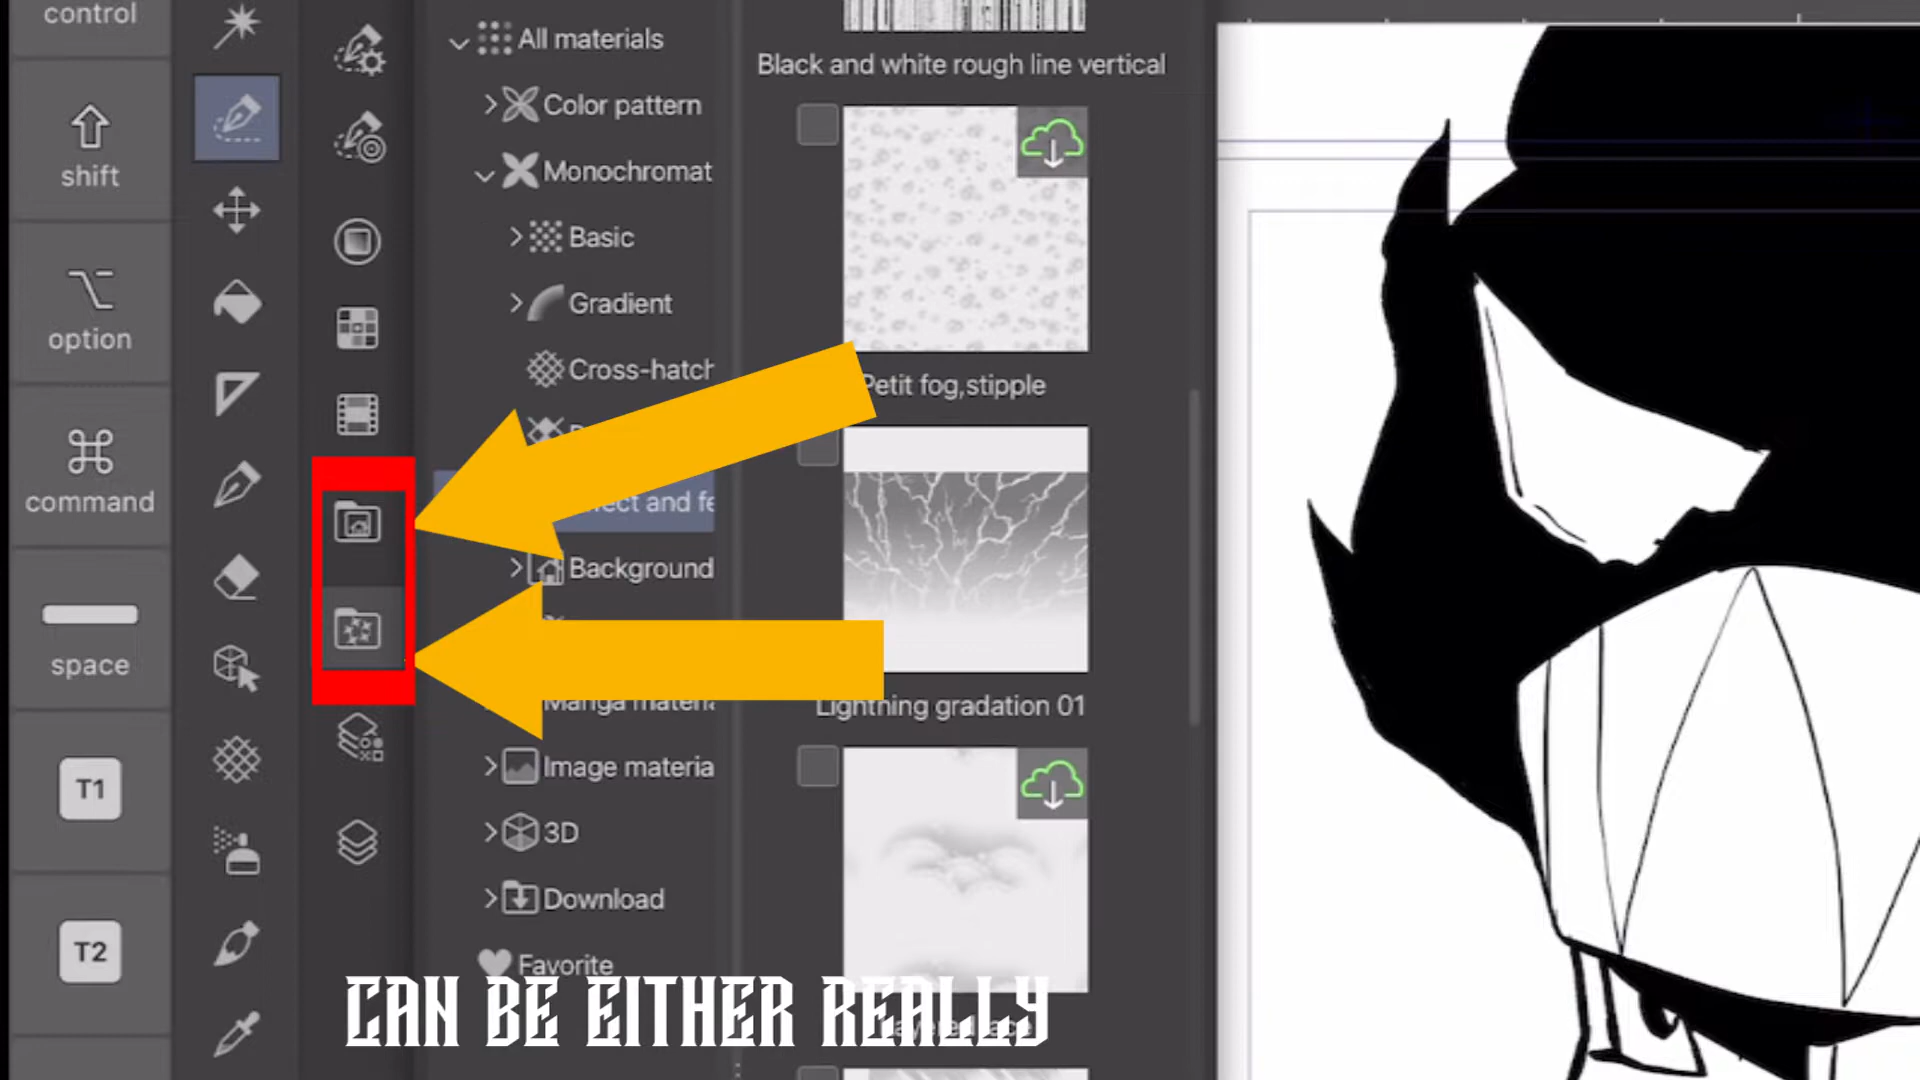 control
shift
option
command
space
T1
T2
All materials
Color pattern
Monochromat
Basic
Gradient
Cross-hatch
ect and fe
Background
Manga materia
Image materia
3D
Download
Favorite
Black and white rough line vertical
Petit fog,stipple
Lightning gradation 01
CAN BE EITHER REALLY